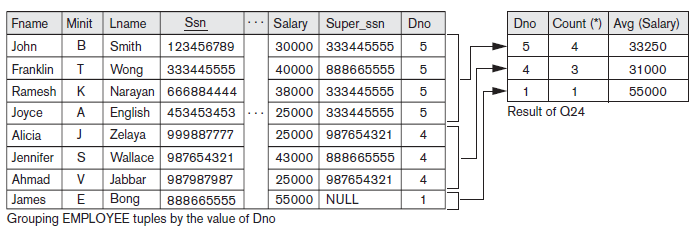 Fname Minit Lname Ssn ··· Salary Super_ssn Dno
John B Smith 123456789 30000 333445555 5
Franklin T Wong 333445555 40000 888665555 5
Ramesh K Narayan 666884444 38000 333445555 5
Joyce A English 453453453 ··· 25000 333445555 5
Alicia J Zelaya 999887777 25000 987654321 4
Jennifer S Wallace 987654321 43000 888665555 4
Ahmad V Jabbar 987987987 25000 987654321 4
James E Bong 888665555 55000 NULL 1
Grouping EMPLOYEE tuples by the value of Dno
Dno Count (*) Avg (Salary)
5 4 33250
4 3 31000
1 1 55000
Result of Q24